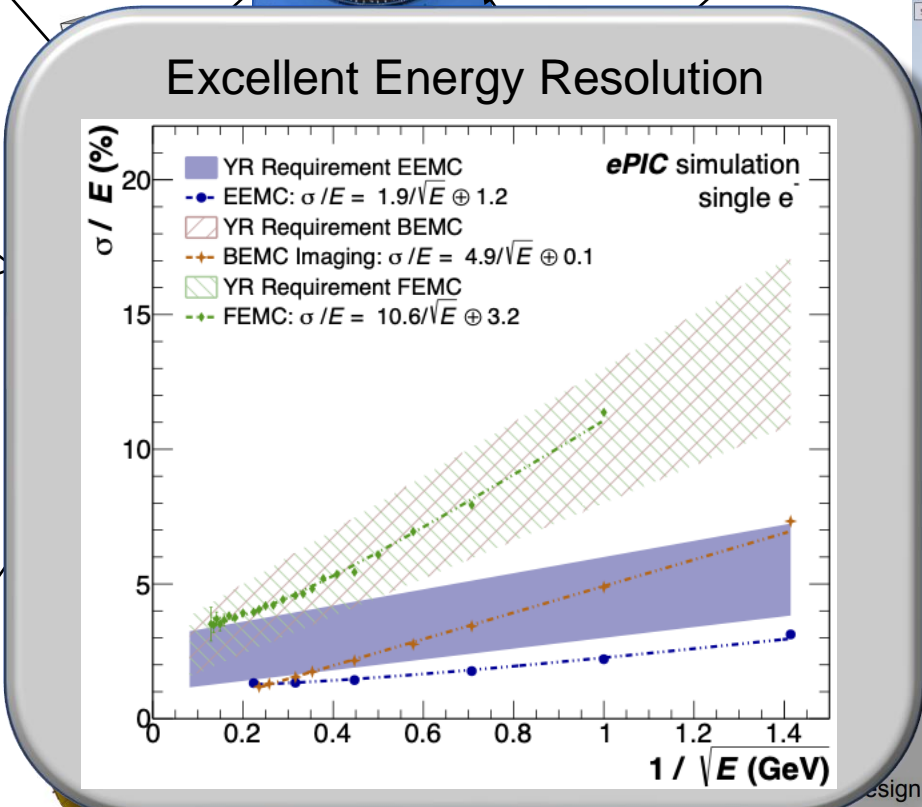 Excellent Energy Resolution
σ / E (%)
YR Requirement EEMC
EEMC: σ /E = 1.9/√E ⊕ 1.2
YR Requirement BEMC
BEMC Imaging: σ /E = 4.9/√E ⊕ 0.1
YR Requirement FEMC
FEMC: σ /E = 10.6/√E ⊕ 3.2
ePIC simulation
single e⁻
20
15
10
5
0
0 0.2 0.4 0.6 0.8 1 1.2 1.4
1 / √E (GeV)